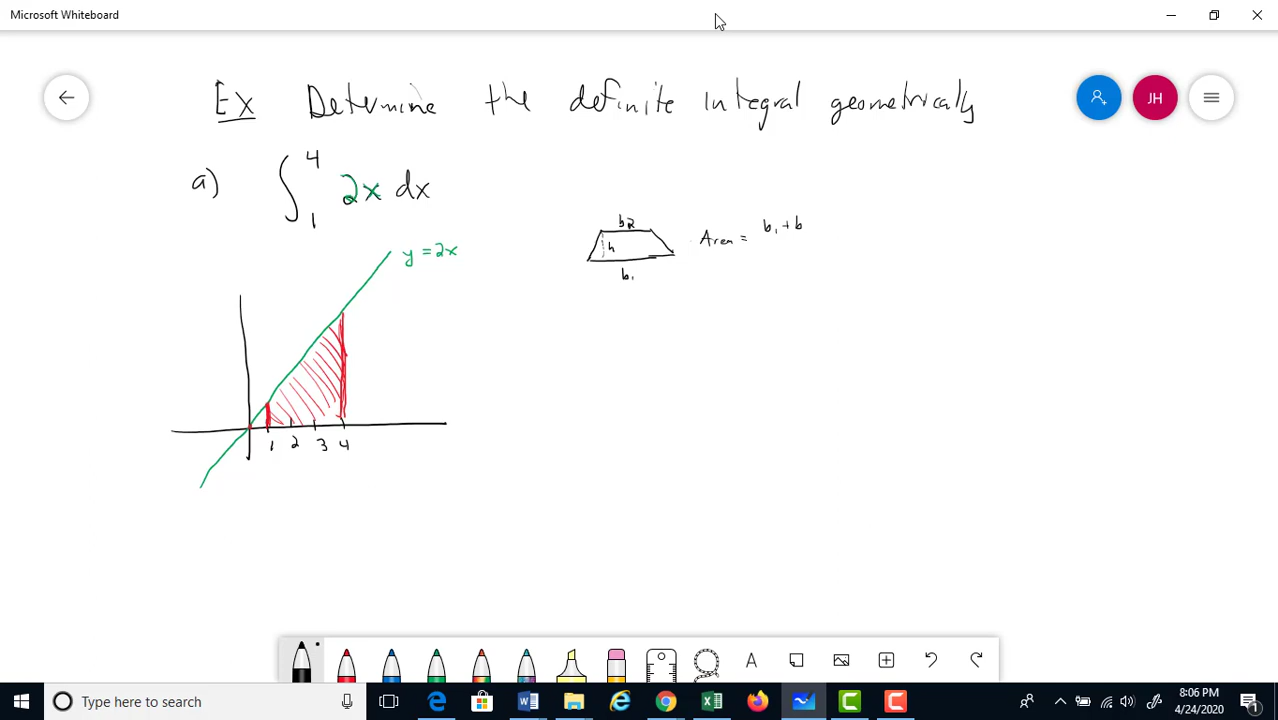 Microsoft Whiteboard
Ex Determine the definite integral geometrically
JH
a) ∫₁⁴ 2x dx
y = 2x
1 2 3 4
b2
h
b₁
Area = b₁ + b
A
Type here to search
8:06 PM
4/24/2020
1